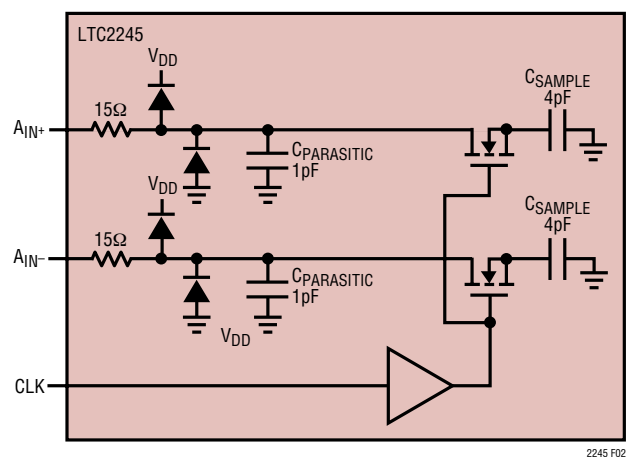 LTC2245
VDD
15Ω
AIN+
CSAMPLE
4pF
CPARASITIC
1pF
VDD
15Ω
AIN–
CSAMPLE
4pF
CPARASITIC
1pF
VDD
CLK
2245 F02